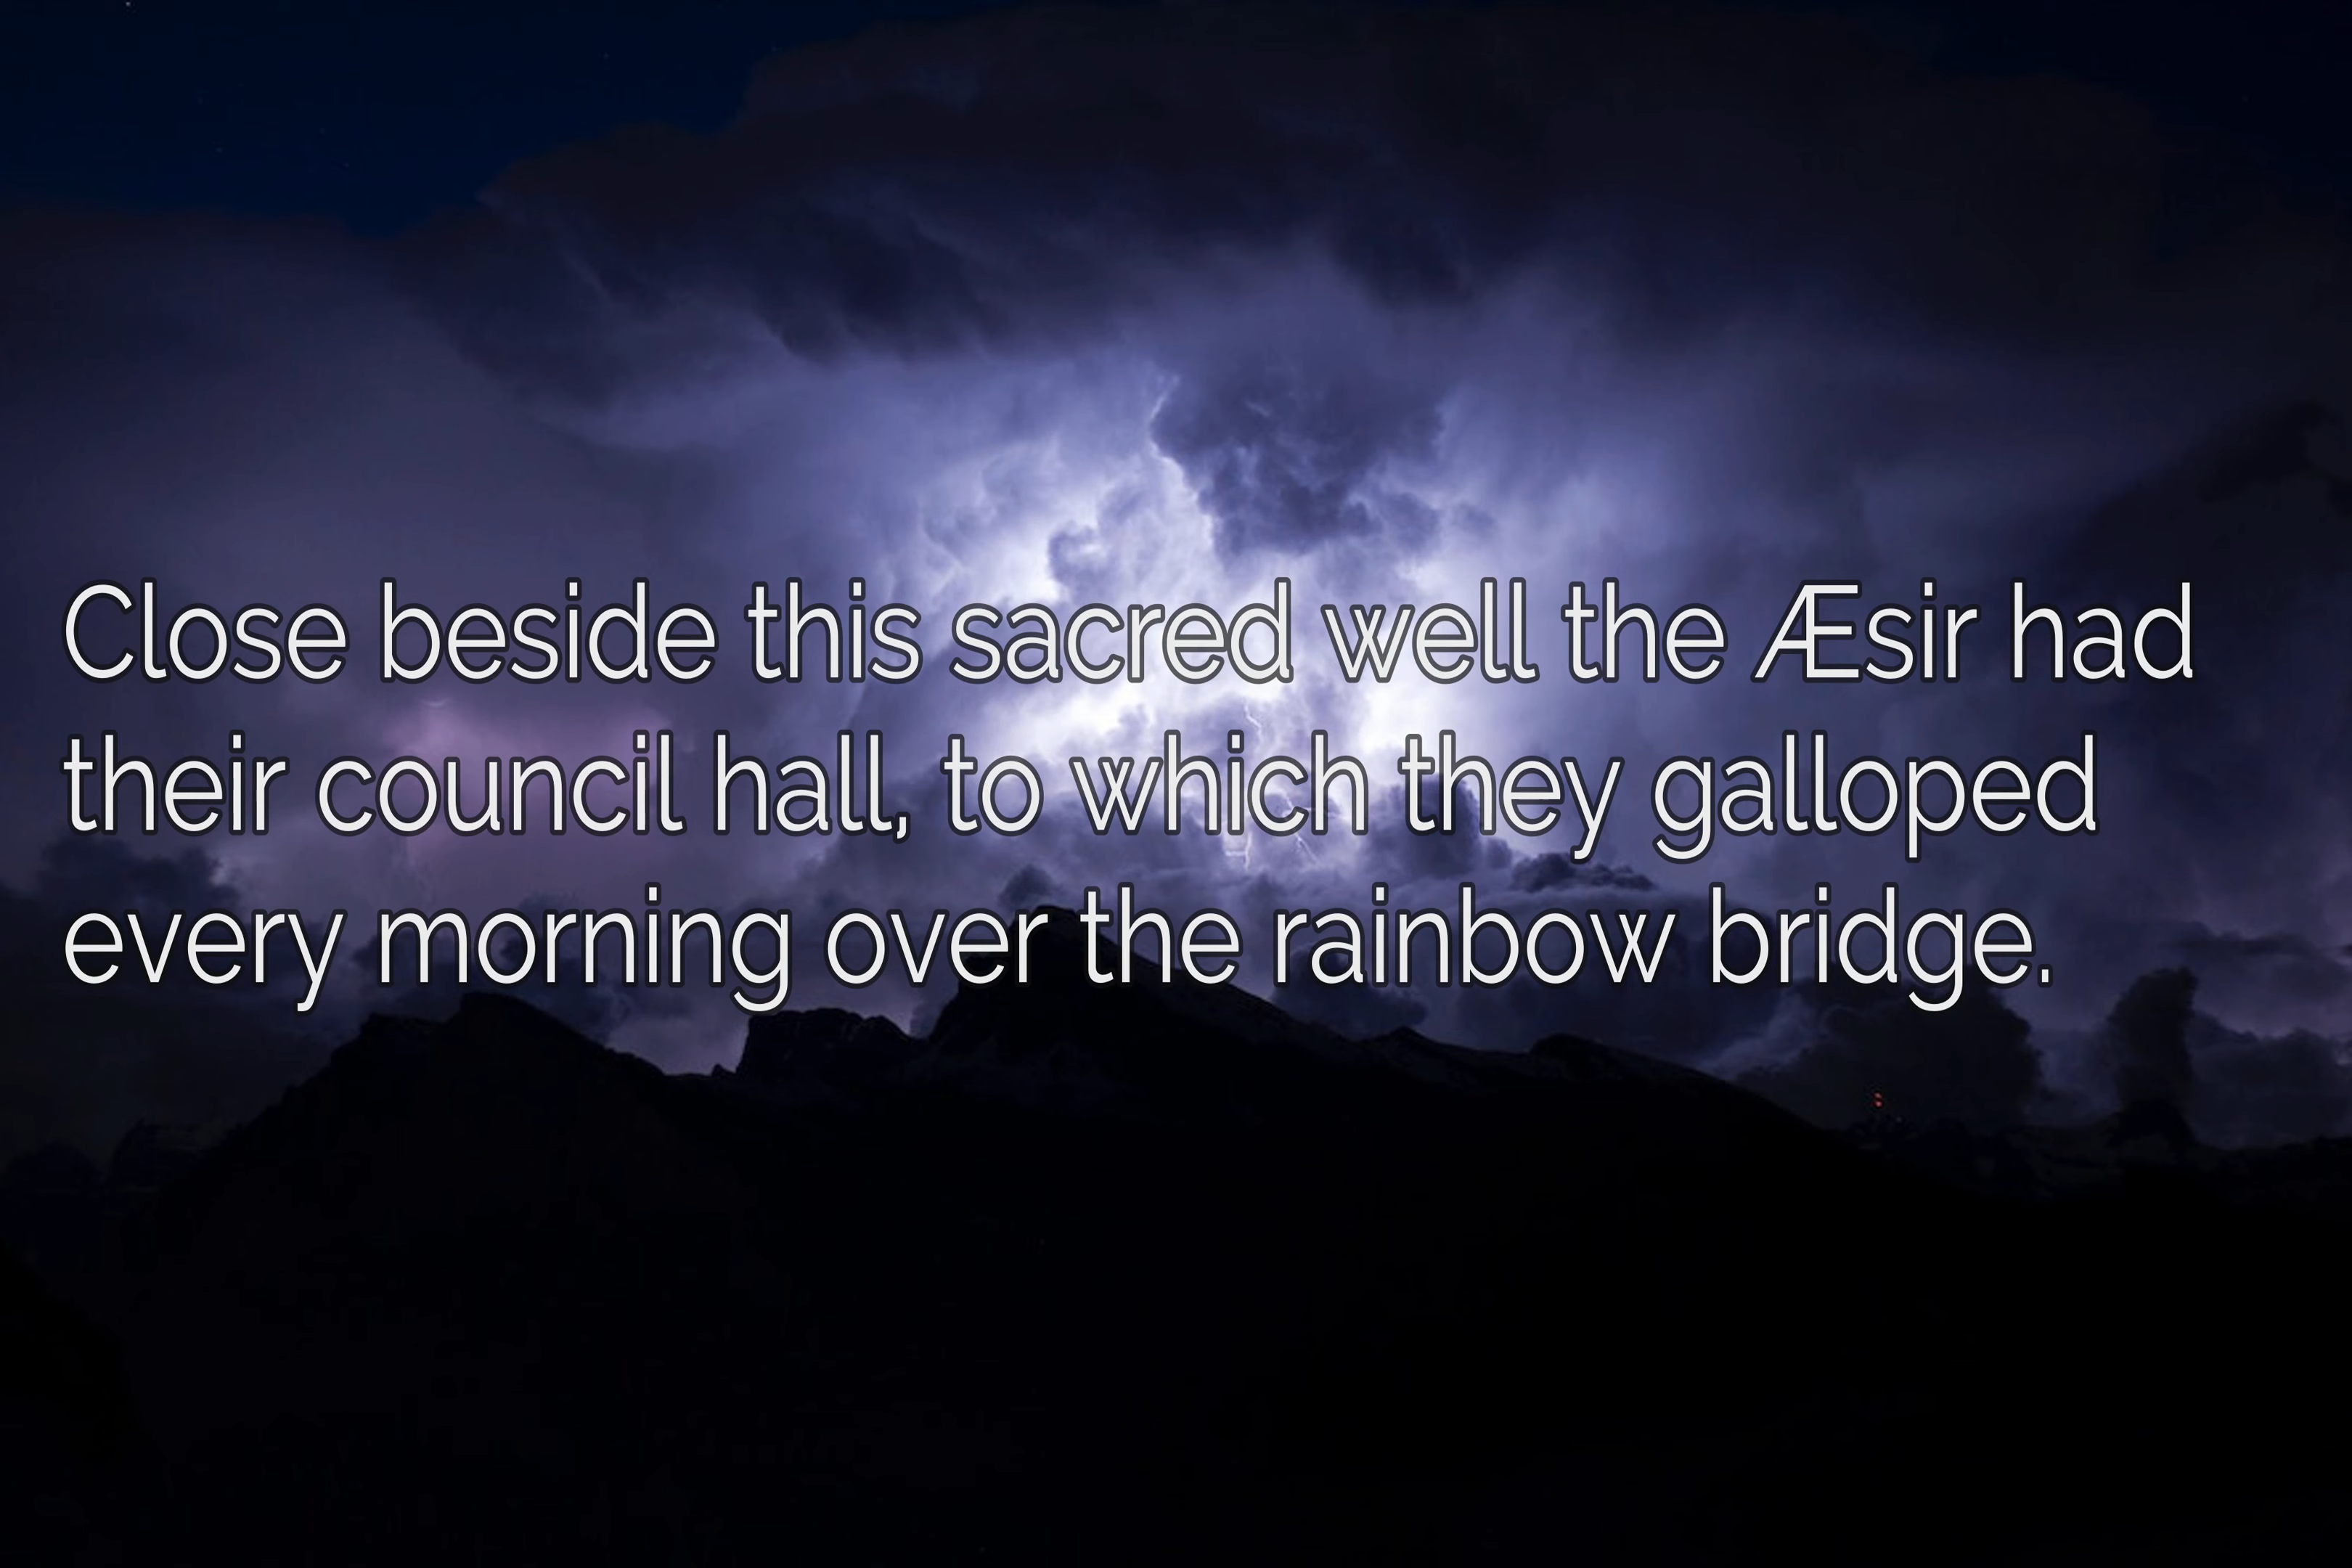 Close beside this sacred well the Æsir had
their council hall, to which they galloped
every morning over the rainbow bridge.